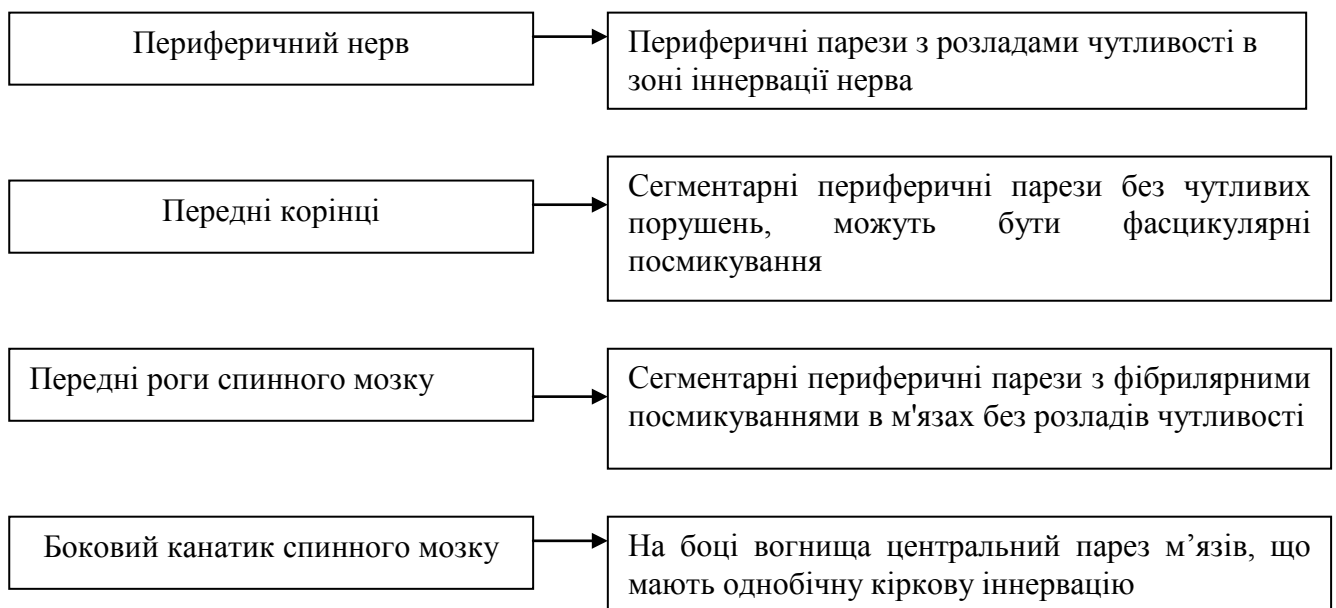 Периферичний нерв
Периферичні парези з розладами чутливості в
зоні іннервації нерва
Передні корінці
Сегментарні периферичні парези без чутливих
порушень, можуть бути фасцикулярні
посмикування
Передні роги спинного мозку
Сегментарні периферичні парези з фібрилярними
посмикуваннями в м'язах без розладів чутливості
Боковий канатик спинного мозку
На боці вогнища центральний парез м’язів, що
мають однобічну кіркову іннервацію